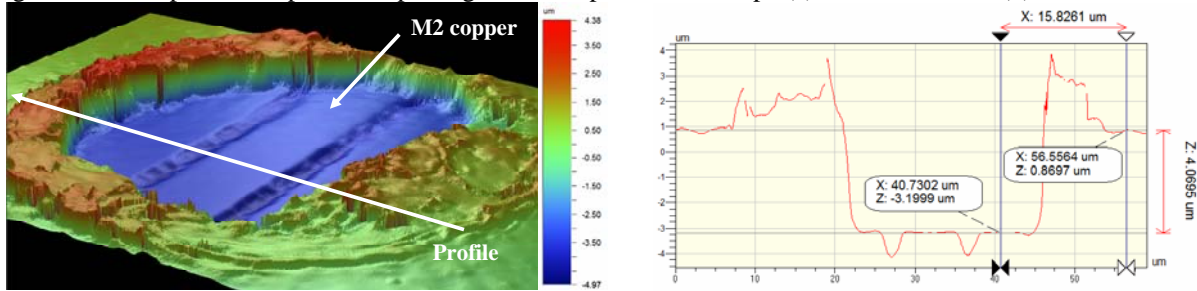 M2 copper
Profile
um
4.38
3.50
2.50
1.50
0.50
-0.50
-1.50
-2.50
-3.50
-4.97
X: 15.8261 um
um
4
3
2
1
0
-1
-2
-3
-4
0
10
20
30
40
50
um
X: 40.7302 um
Z: -3.1999 um
X: 56.5564 um
Z: 0.8697 um
Z: 4.0695 um